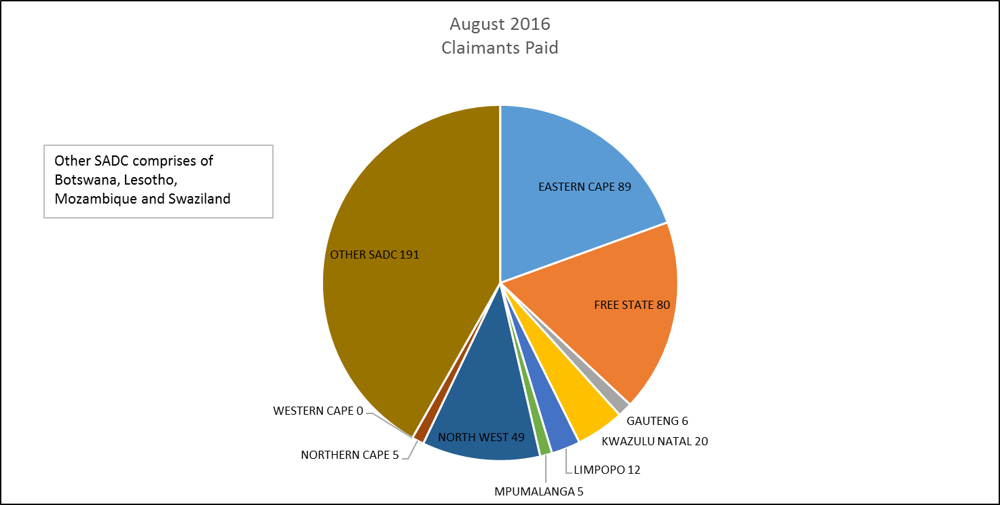 August 2016
Claimants Paid
Other SADC comprises of
Botswana, Lesotho,
Mozambique and Swaziland
EASTERN CAPE 89
FREE STATE 80
GAUTENG 6
KWAZULU NATAL 20
LIMPOPO 12
MPUMALANGA 5
NORTH WEST 49
NORTHERN CAPE 5
WESTERN CAPE 0
OTHER SADC 191